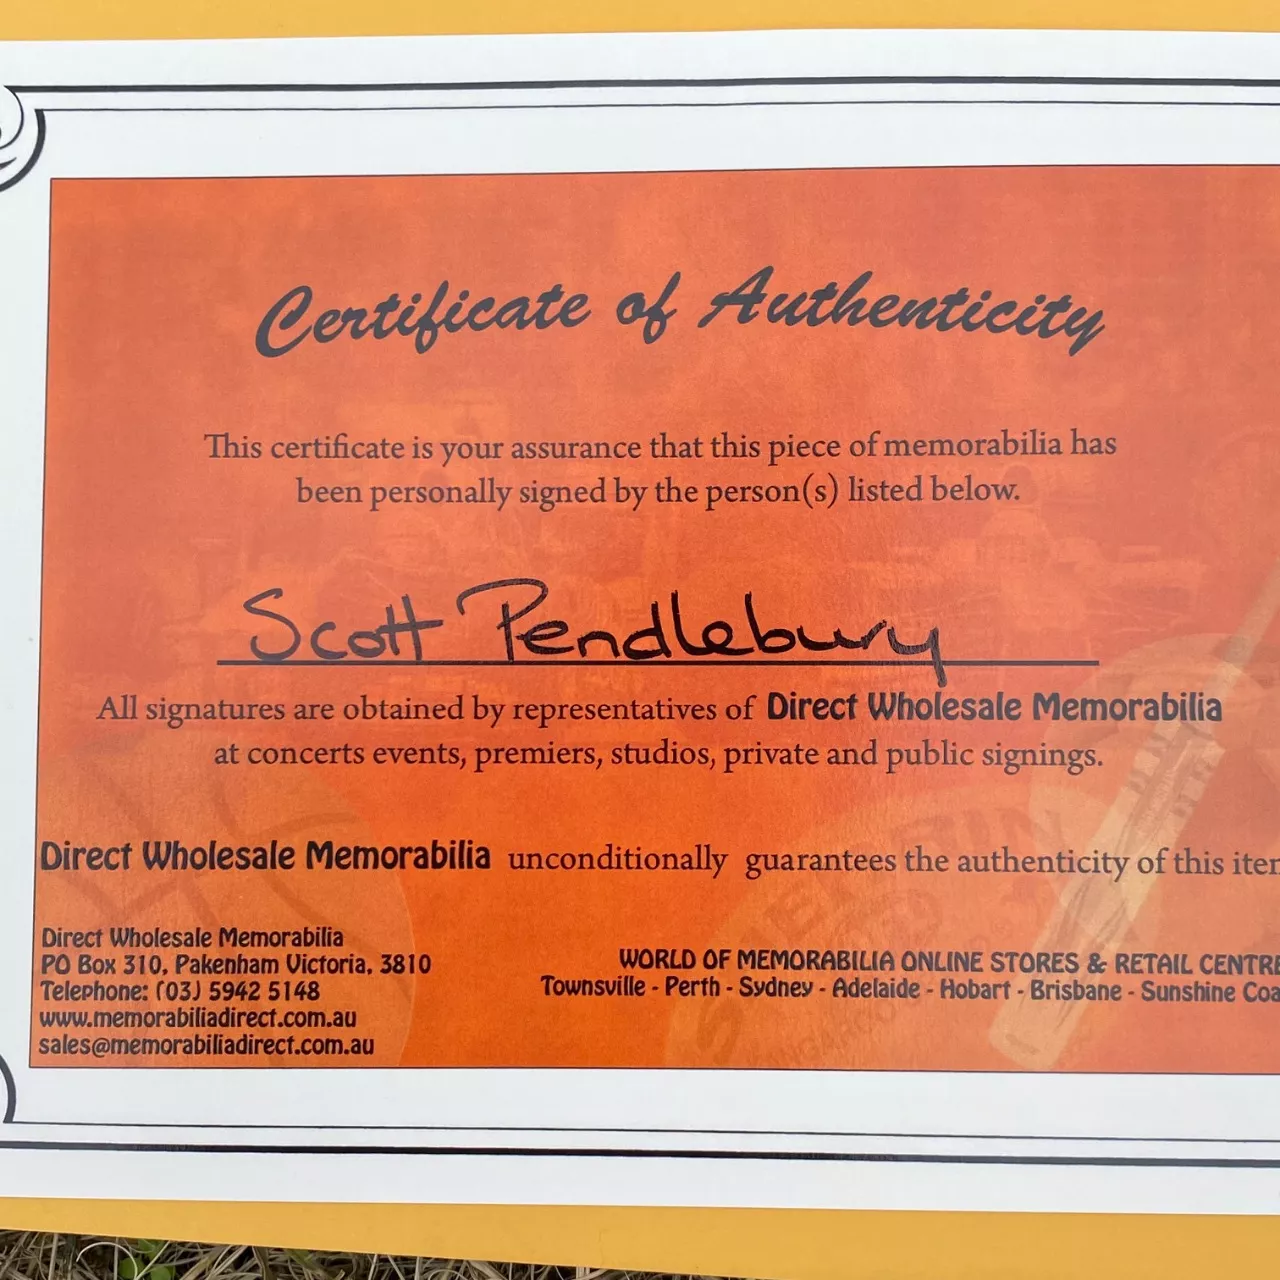 Certificate of Authenticity
This certificate is your assurance that this piece of memorabilia has
been personally signed by the person(s) listed below.
Scott Pendlebury
All signatures are obtained by representatives of Direct Wholesale Memorabilia
at concerts events, premiers, studios, private and public signings.
Direct Wholesale Memorabilia unconditionally guarantees the authenticity of this
Direct Wholesale Memorabilia
PO Box 310, Pakenham Victoria, 3810
Telephone: (03) 5942 5148
www.memorabiliadirect.com.au
sales@memorabiliadirect.com.au
WORLD OF MEMORABILIA ONLINE STORES & RETAIL
Townsville - Perth - Sydney - Adelaide - Hobart - Brisbane - Sunshine